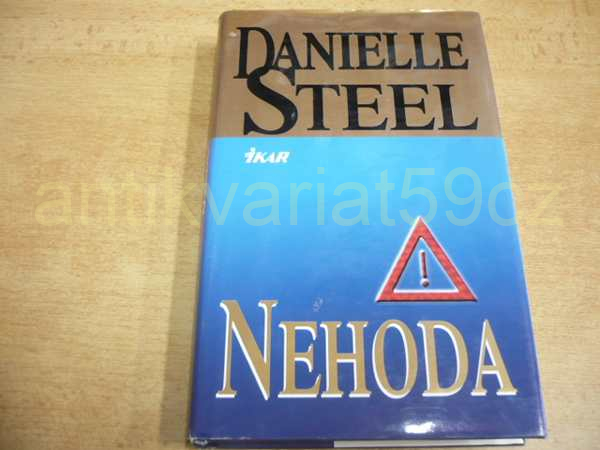 DANIELLE
STEEL
iKAR
antikvariat59cz
!
NEHODA